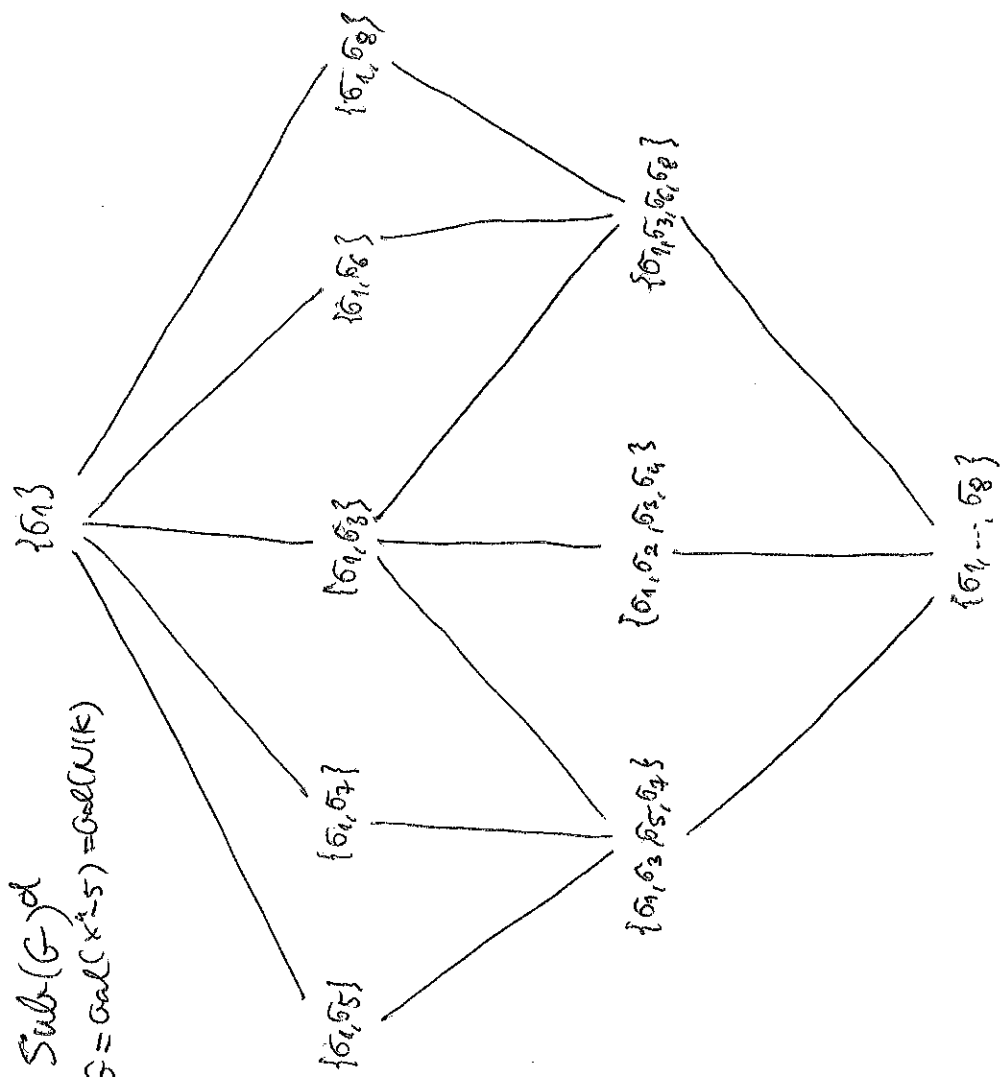 Sub(G)^d
G = Gal(x⁴-5) = Gal(N|K)
{σ₁}
{σ₁,σ₅}
{σ₁,σ₇}
{σ₁,σ₃}
{σ₁,σ₆}
{σ₁,σ₈}
{σ₁,σ₃,σ₅,σ₇}
{σ₁,σ₂,σ₃,σ₄}
{σ₁,σ₃,σ₆,σ₈}
{σ₁,...,σ₈}